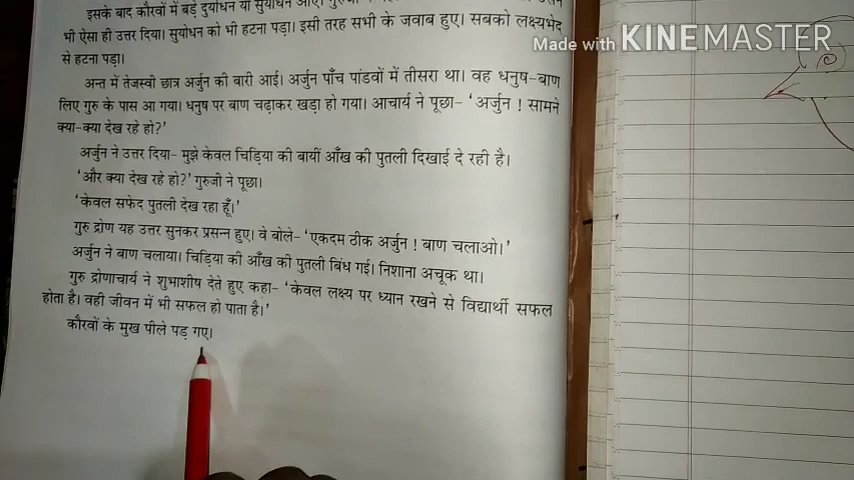 इसके बाद कौरवों में बड़े दुर्योधन या सुयोधन आए।
भी ऐसा ही उत्तर दिया। सुयोधन को भी हटना पड़ा। इसी तरह सभी के जवाब हुए। सबको लक्ष्यभेद
से हटना पड़ा।
Made with KINEMASTER
अन्त में तेजस्वी छात्र अर्जुन की बारी आई। अर्जुन पाँच पांडवों में तीसरा था। वह धनुष-बाण
लिए गुरु के पास आ गया। धनुष पर बाण चढ़ाकर खड़ा हो गया। आचार्य ने पूछा- 'अर्जुन ! सामने
क्या-क्या देख रहे हो?'
अर्जुन ने उत्तर दिया- मुझे केवल चिड़िया की बायीं आँख की पुतली दिखाई दे रही है।
'और क्या देख रहे हो?' गुरुजी ने पूछा।
'केवल सफेद पुतली देख रहा हूँ।'
गुरु द्रोण यह उत्तर सुनकर प्रसन्न हुए। वे बोले- 'एकदम ठीक अर्जुन ! बाण चलाओ।'
अर्जुन ने बाण चलाया। चिड़िया की आँख की पुतली बिंध गई। निशाना अचूक था।
गुरु द्रोणाचार्य ने शुभाशीष देते हुए कहा- 'केवल लक्ष्य पर ध्यान रखने से विद्यार्थी सफल
होता है। वही जीवन में भी सफल हो पाता है।'
कौरवों के मुख पीले पड़ गए।